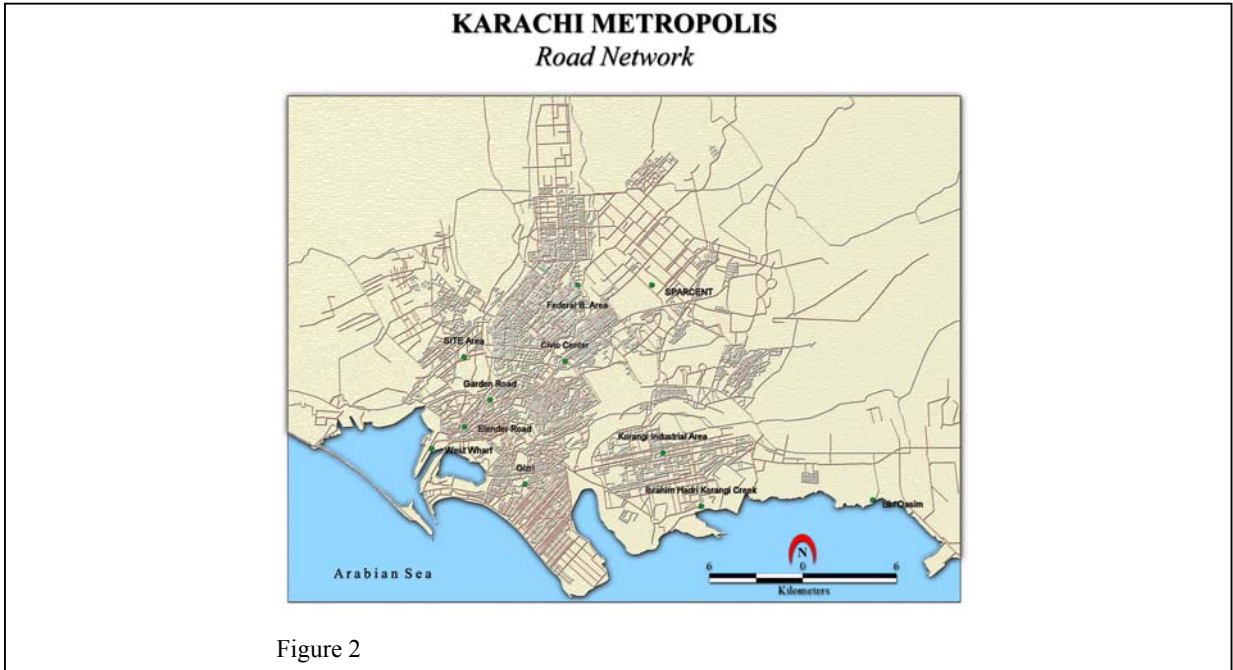 KARACHI METROPOLIS
Road Network
Federal B. Area
SPARCENT
SITE Area
Civic Center
Garden Road
Elender Road
Korangi Industrial Area
West Wharf
Gizri
Ibrahim Hadri Korangi Creek
Bin Qasim
N
6 0 6
Kilometers
Arabian Sea
Figure 2